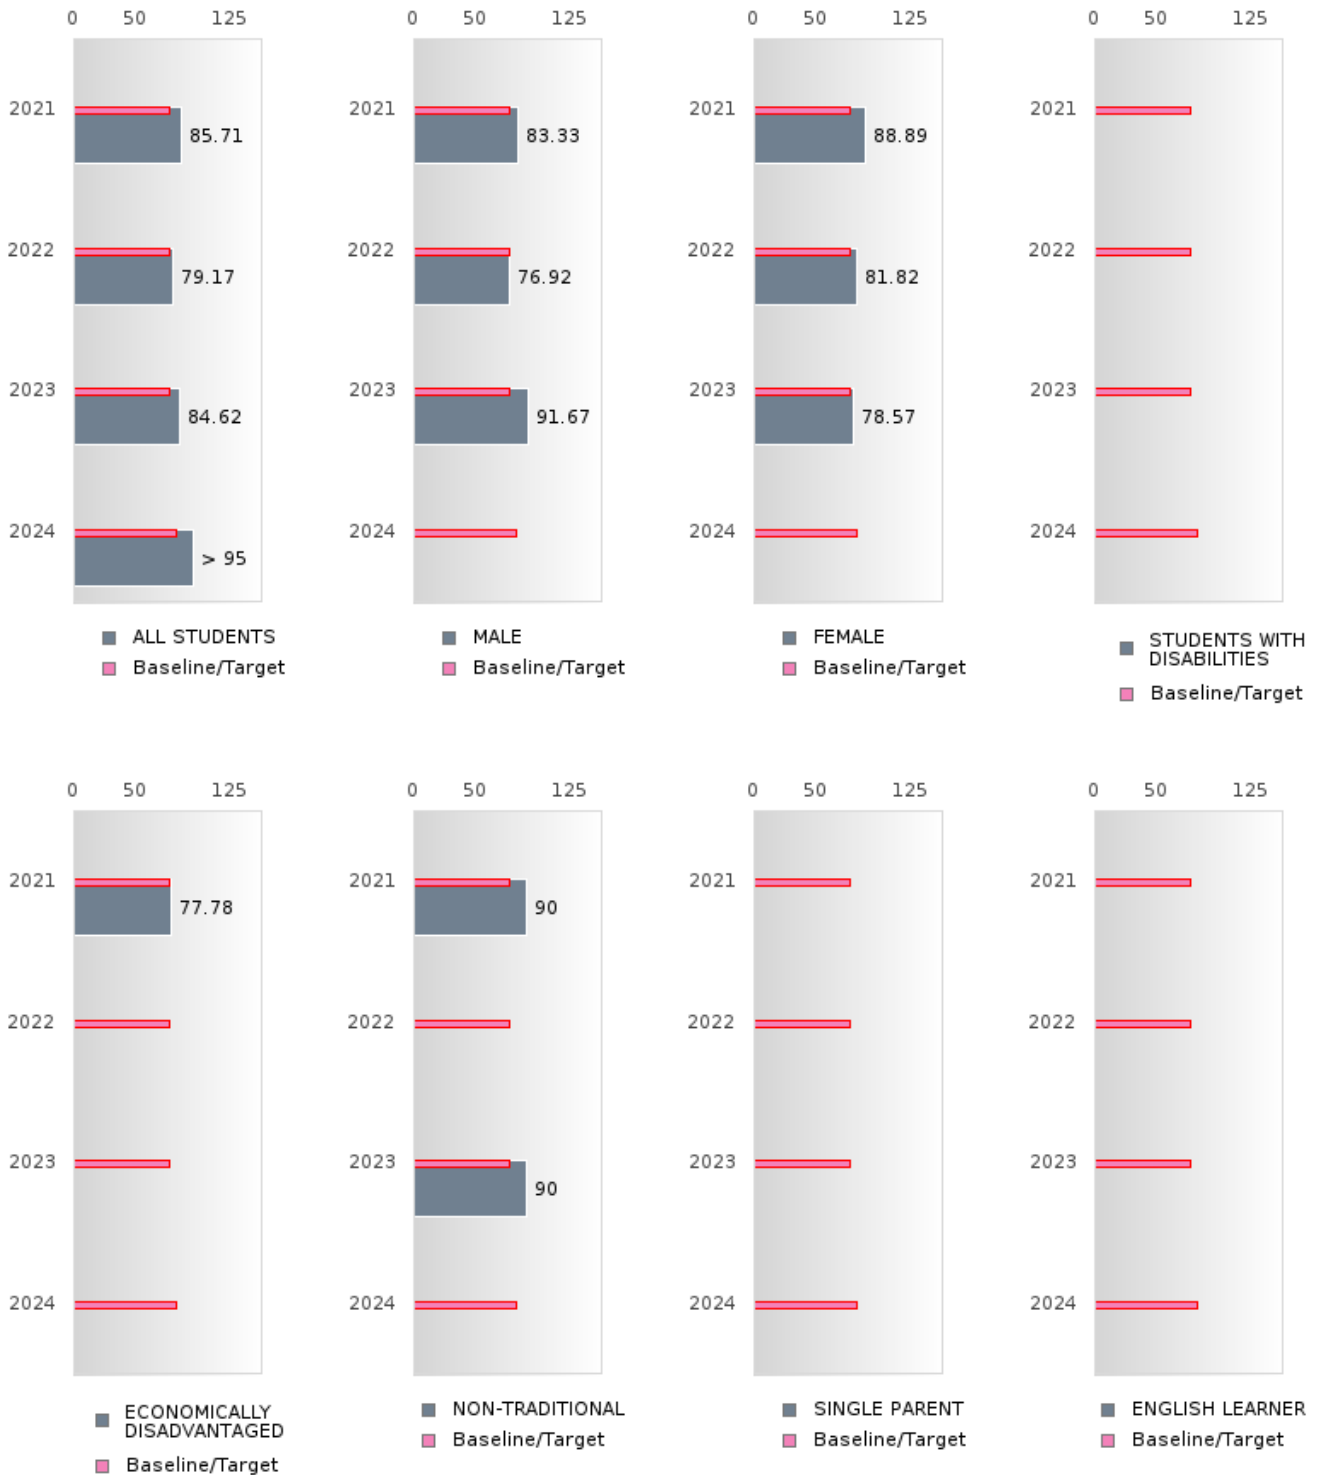 0 50 125
0 50 125
0 50 125
0 50 125
2021 85.71
2021 83.33
2021 88.89
2021
2022 79.17
2022 76.92
2022 81.82
2022
2023 84.62
2023 91.67
2023 78.57
2023
2024 > 95
2024
2024
2024
ALL STUDENTS
Baseline/Target
MALE
Baseline/Target
FEMALE
Baseline/Target
STUDENTS WITH
DISABILITIES
Baseline/Target
0 50 125
0 50 125
0 50 125
0 50 125
2021 77.78
2021 90
2021
2021
2022
2022
2022
2022
2023
2023 90
2023
2023
2024
2024
2024
2024
ECONOMICALLY
DISADVANTAGED
Baseline/Target
NON-TRADITIONAL
Baseline/Target
SINGLE PARENT
Baseline/Target
ENGLISH LEARNER
Baseline/Target